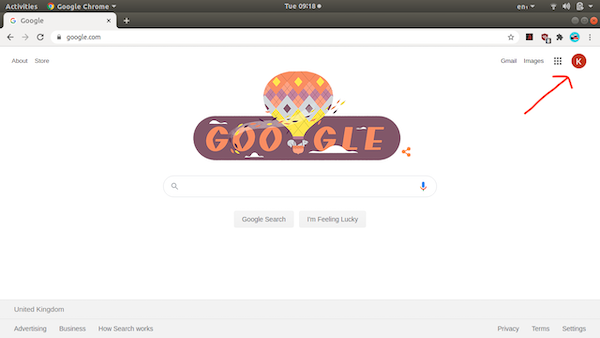 Activities Google Chrome Tue 09:18 en₁
Google
google.com
About Store Gmail Images K
GOOGLE
Google Search I'm Feeling Lucky
United Kingdom
Advertising Business How Search works Privacy Terms Settings